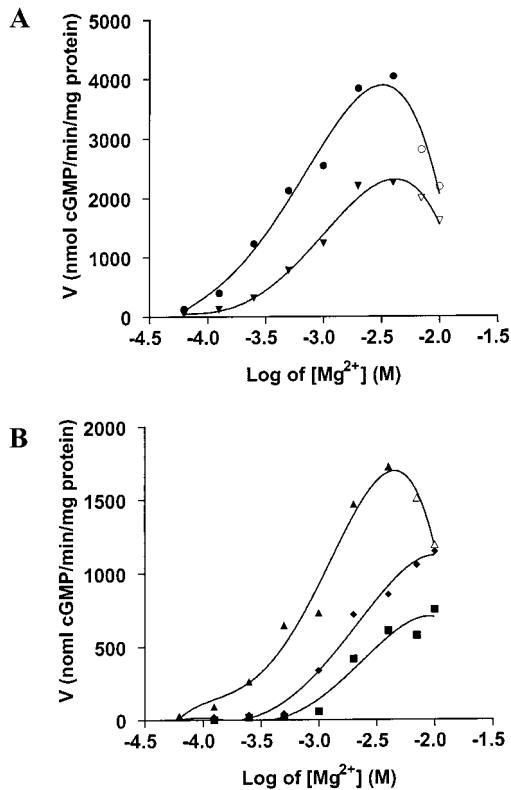 A
V (nmol cGMP/min/mg protein)
5000
4000
3000
2000
1000
0
-4.5 -4.0 -3.5 -3.0 -2.5 -2.0 -1.5
Log of [Mg2+] (M)
B
V (noml cGMP/min/mg protein)
2000
1500
1000
500
0
-4.5 -4.0 -3.5 -3.0 -2.5 -2.0 -1.5
Log of [Mg2+] (M)